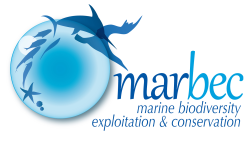 marbec
marine biodiversity
exploitation & conservation